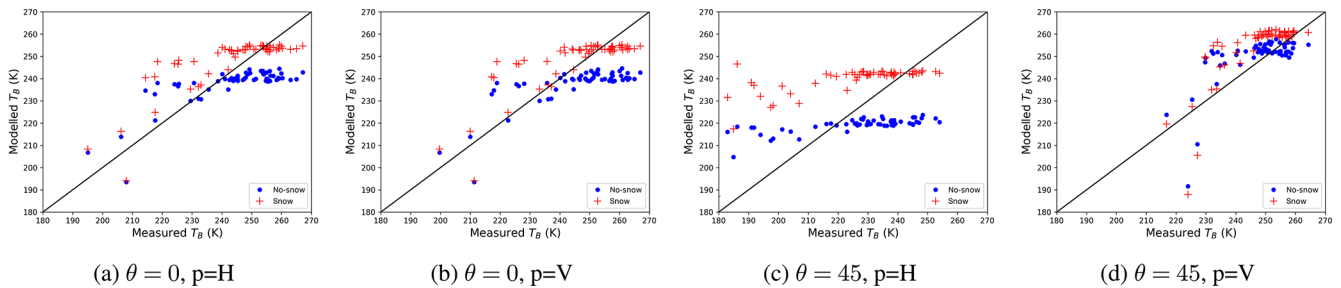 270
260
250
240
230
220
210
200
190
180
Modelled T_B (K)
No-snow
Snow
180 190 200 210 220 230 240 250 260 270
Measured T_B (K)
(a) θ = 0, p=H
270
260
250
240
230
220
210
200
190
180
Modelled T_B (K)
No-snow
Snow
180 190 200 210 220 230 240 250 260 270
Measured T_B (K)
(b) θ = 0, p=V
270
260
250
240
230
220
210
200
190
180
Modelled T_B (K)
No-snow
Snow
180 190 200 210 220 230 240 250 260 270
Measured T_B (K)
(c) θ = 45, p=H
270
260
250
240
230
220
210
200
190
180
Modelled T_B (K)
No-snow
Snow
180 190 200 210 220 230 240 250 260 270
Measured T_B (K)
(d) θ = 45, p=V